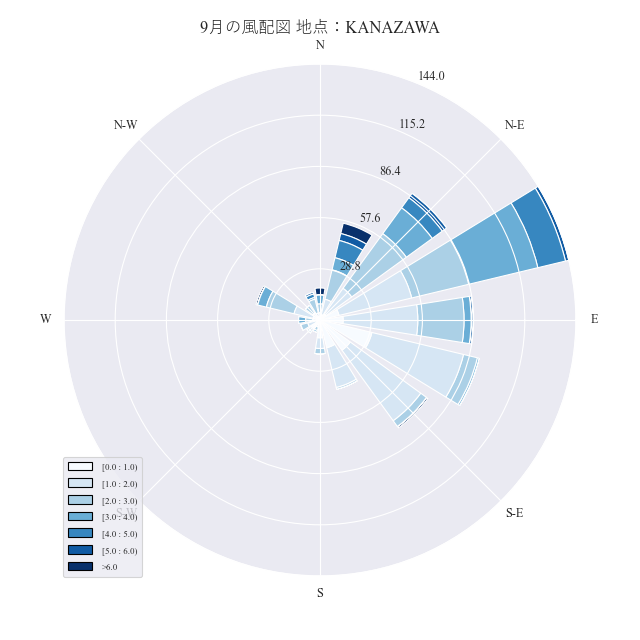 9月の風配図 地点：KANAZAWA
N
144.0
N-W
115.2
N-E
86.4
57.6
28.8
W
E
S-W
S-E
S
[0.0 : 1.0)
[1.0 : 2.0)
[2.0 : 3.0)
[3.0 : 4.0)
[4.0 : 5.0)
[5.0 : 6.0)
>6.0